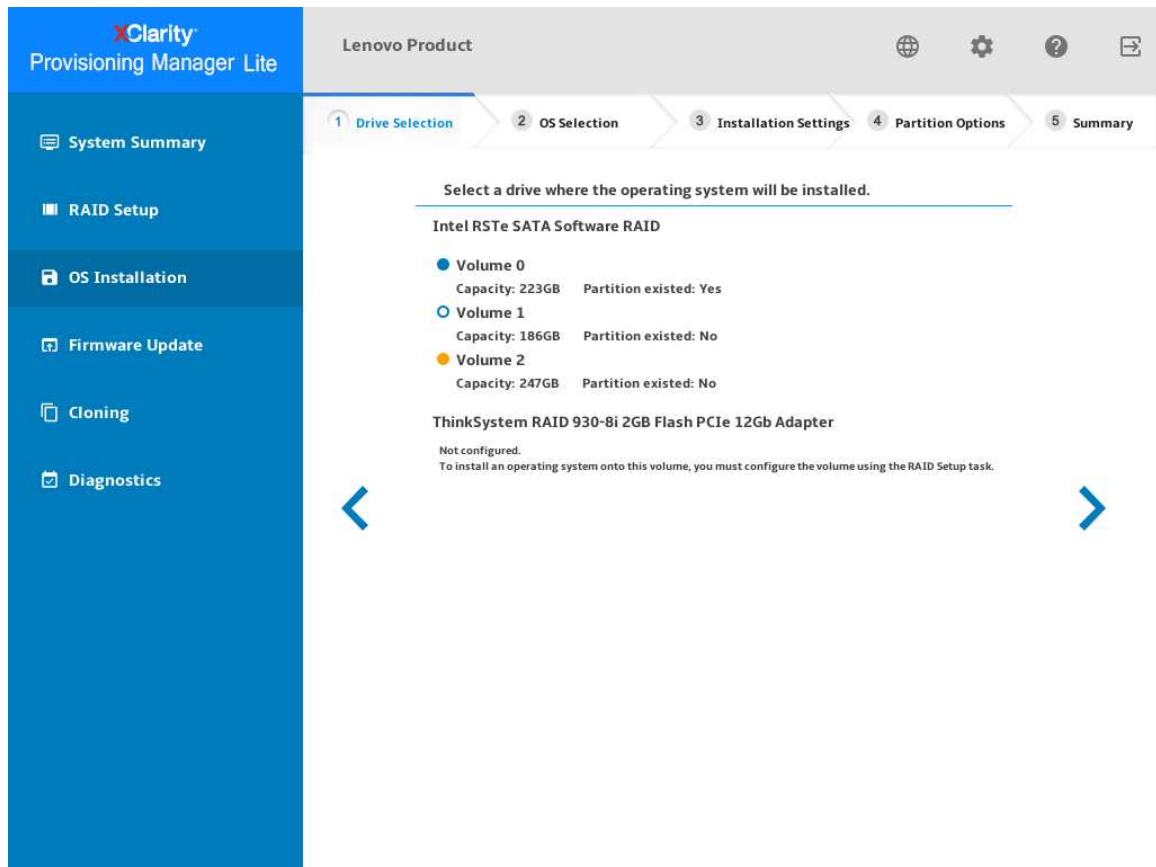 XClarity
Provisioning Manager Lite
Lenovo Product
System Summary
RAID Setup
OS Installation
Firmware Update
Cloning
Diagnostics
1 Drive Selection
2 OS Selection
3 Installation Settings
4 Partition Options
5 Summary
Select a drive where the operating system will be installed.
Intel RSTe SATA Software RAID
Volume 0
Capacity: 223GB Partition existed: Yes
Volume 1
Capacity: 186GB Partition existed: No
Volume 2
Capacity: 247GB Partition existed: No
ThinkSystem RAID 930-8i 2GB Flash PCIe 12Gb Adapter
Not configured.
To install an operating system onto this volume, you must configure the volume using the RAID Setup task.